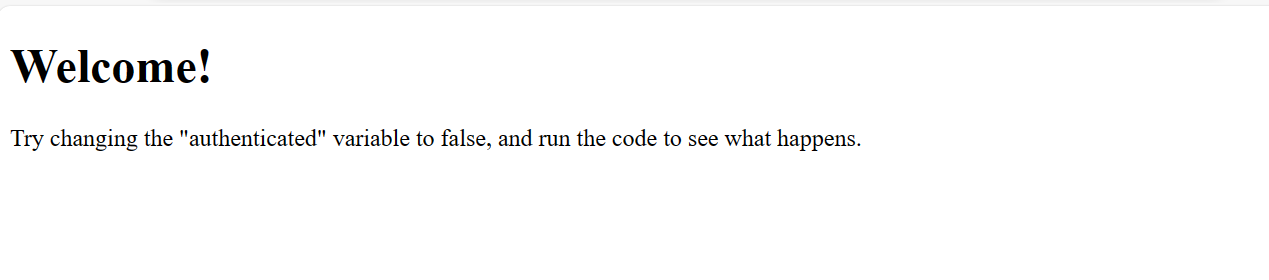 Welcome!
Try changing the "authenticated" variable to false, and run the code to see what happens.